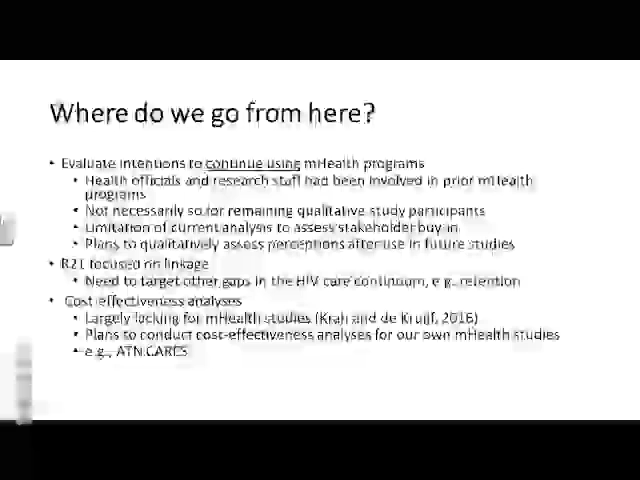 Where do we go from here?
• Evaluate intentions to continue using mHealth programs
• Health officials and research staff had been involved in prior mHealth
programs
• Not necessarily so for remaining qualitative study participants
• Limitation of current analysis to assess stakeholder buy-in
• Plans to qualitatively assess perceptions after use in future studies
• R21 focused on linkage
• Need to target other gaps in the HIV care continuum, e.g. retention
• Cost-effectiveness analyses
• Largely lacking for mHealth studies (Krah and de Kruijf, 2016)
• Plans to conduct cost-effectiveness analyses for our own mHealth studies
• e.g., ATN CARES